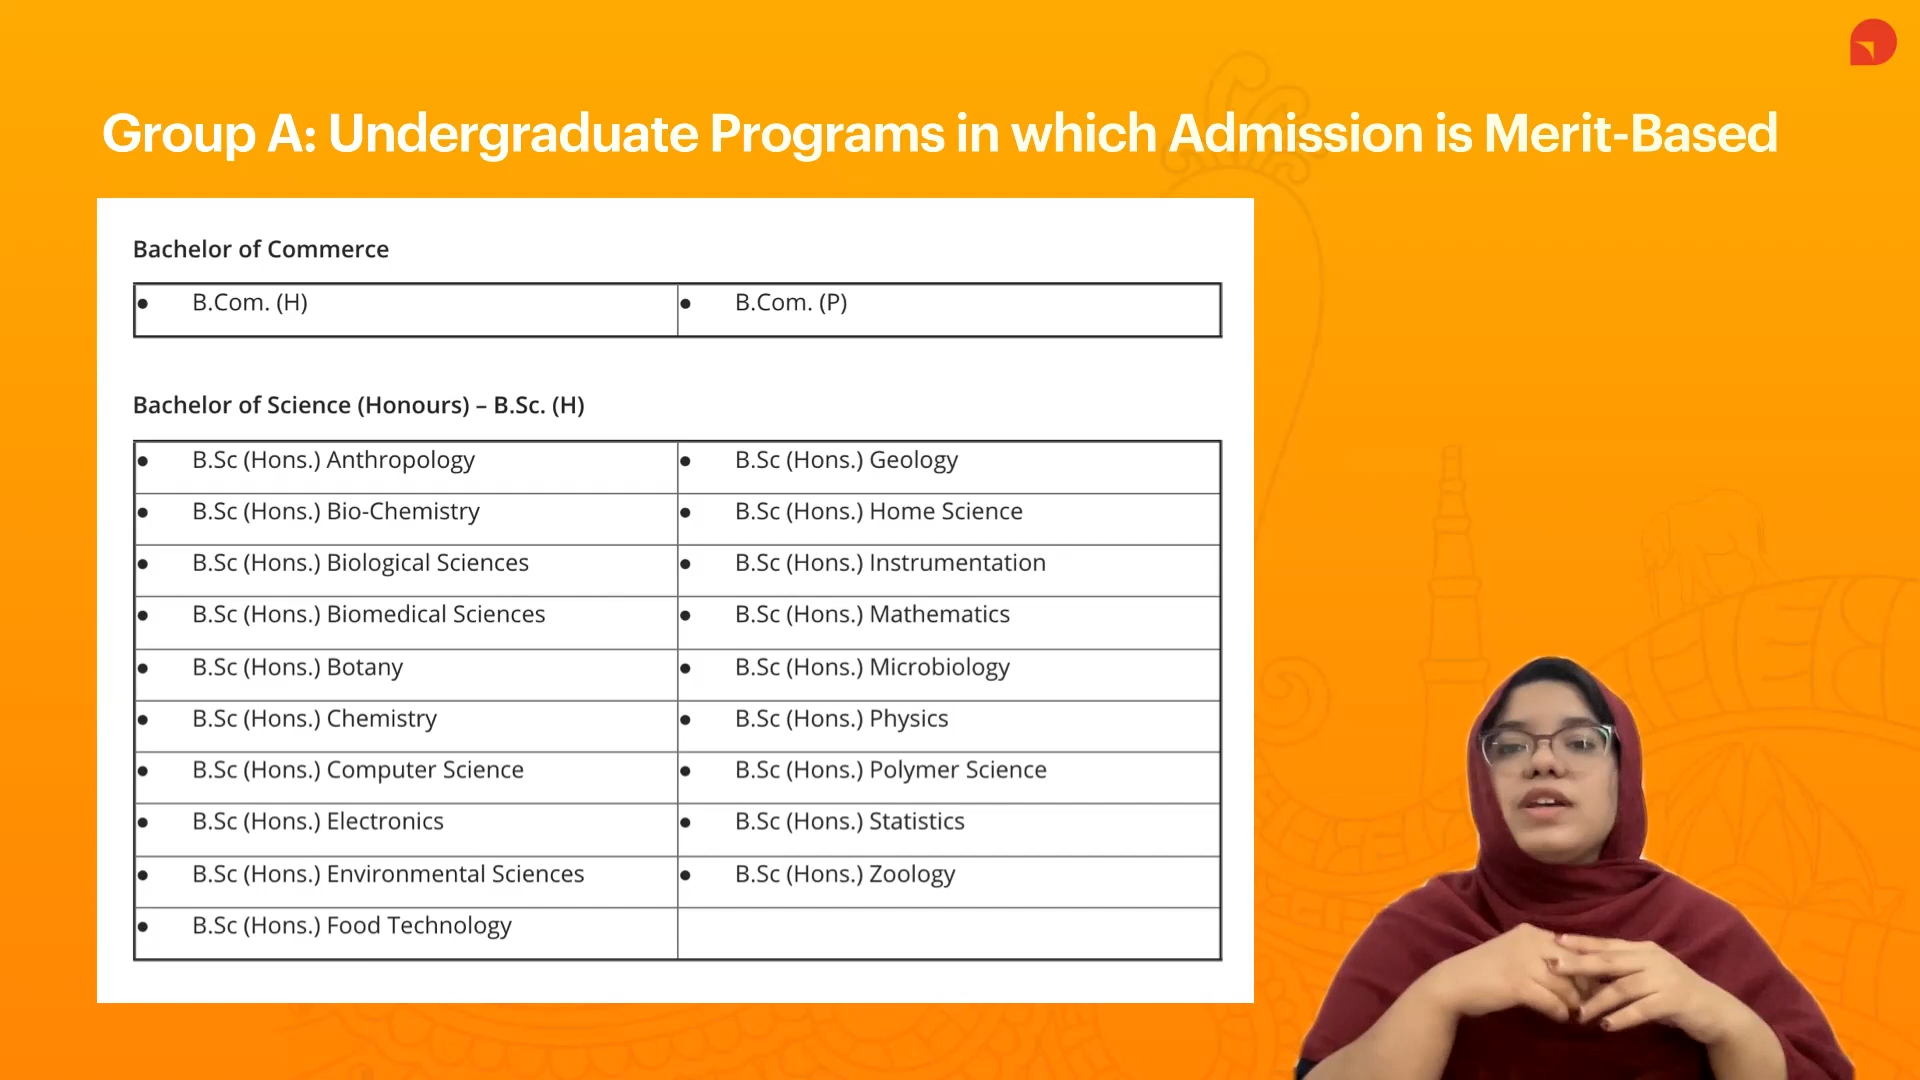 Group A: Undergraduate Programs in which Admission is Merit-Based
Bachelor of Commerce
● B.Com. (H)
● B.Com. (P)
Bachelor of Science (Honours) – B.Sc. (H)
● B.Sc (Hons.) Anthropology
● B.Sc (Hons.) Geology
● B.Sc (Hons.) Bio-Chemistry
● B.Sc (Hons.) Home Science
● B.Sc (Hons.) Biological Sciences
● B.Sc (Hons.) Instrumentation
● B.Sc (Hons.) Biomedical Sciences
● B.Sc (Hons.) Mathematics
● B.Sc (Hons.) Botany
● B.Sc (Hons.) Microbiology
● B.Sc (Hons.) Chemistry
● B.Sc (Hons.) Physics
● B.Sc (Hons.) Computer Science
● B.Sc (Hons.) Polymer Science
● B.Sc (Hons.) Electronics
● B.Sc (Hons.) Statistics
● B.Sc (Hons.) Environmental Sciences
● B.Sc (Hons.) Zoology
● B.Sc (Hons.) Food Technology